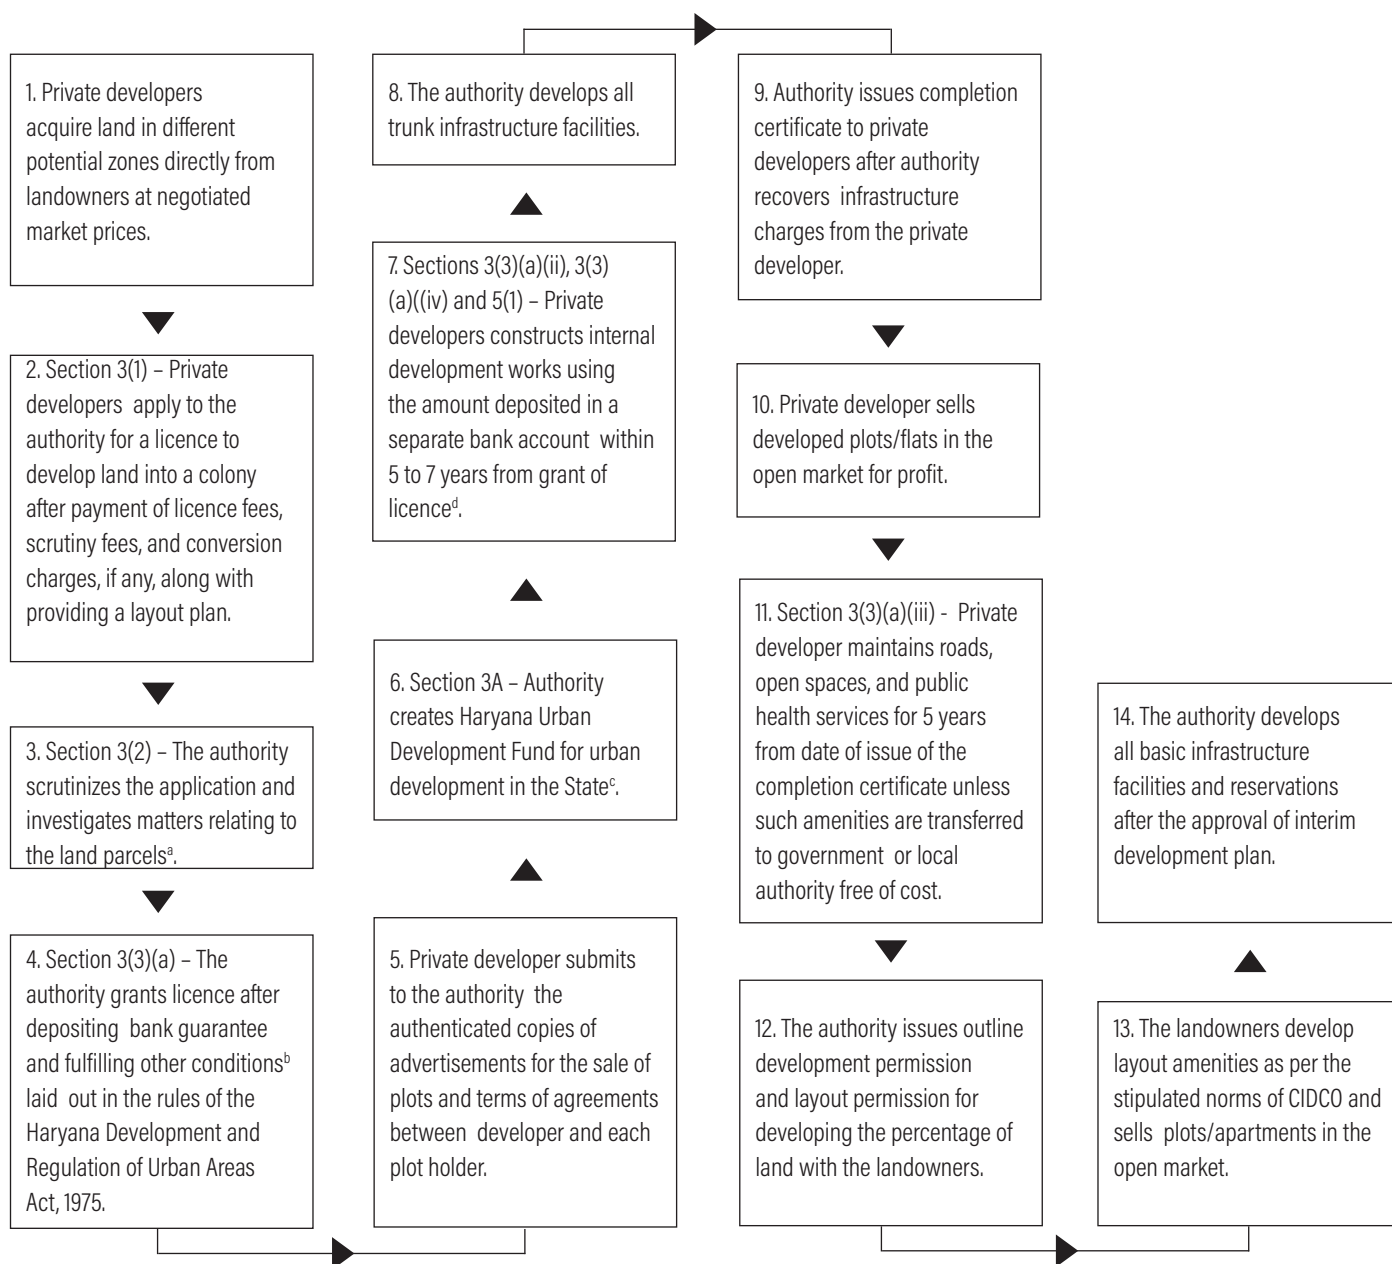 1. Private developers
acquire land in different
potential zones directly from
landowners at negotiated
market prices.
2. Section 3(1) – Private
developers apply to the
authority for a licence to
develop land into a colony
after payment of licence fees,
scrutiny fees, and conversion
charges, if any, along with
providing a layout plan.
3. Section 3(2) – The authority
scrutinizes the application and
investigates matters relating to
the land parcelsᵃ.
4. Section 3(3)(a) – The
authority grants licence after
depositing bank guarantee
and fulfilling other conditionsᵇ
laid out in the rules of the
Haryana Development and
Regulation of Urban Areas
Act, 1975.
5. Private developer submits
to the authority the
authenticated copies of
advertisements for the sale of
plots and terms of agreements
between developer and each
plot holder.
6. Section 3A – Authority
creates Haryana Urban
Development Fund for urban
development in the Stateᶜ.
7. Sections 3(3)(a)(ii), 3(3)
(a)((iv) and 5(1) – Private
developers constructs internal
development works using
the amount deposited in a
separate bank account within
5 to 7 years from grant of
licenceᵈ.
8. The authority develops all
trunk infrastructure facilities.
9. Authority issues completion
certificate to private
developers after authority
recovers infrastructure
charges from the private
developer.
10. Private developer sells
developed plots/flats in the
open market for profit.
11. Section 3(3)(a)(iii) - Private
developer maintains roads,
open spaces, and public
health services for 5 years
from date of issue of the
completion certificate unless
such amenities are transferred
to government or local
authority free of cost.
12. The authority issues outline
development permission
and layout permission for
developing the percentage of
land with the landowners.
13. The landowners develop
layout amenities as per the
stipulated norms of CIDCO and
sells plots/apartments in the
open market.
14. The authority develops
all basic infrastructure
facilities and reservations
after the approval of interim
development plan.